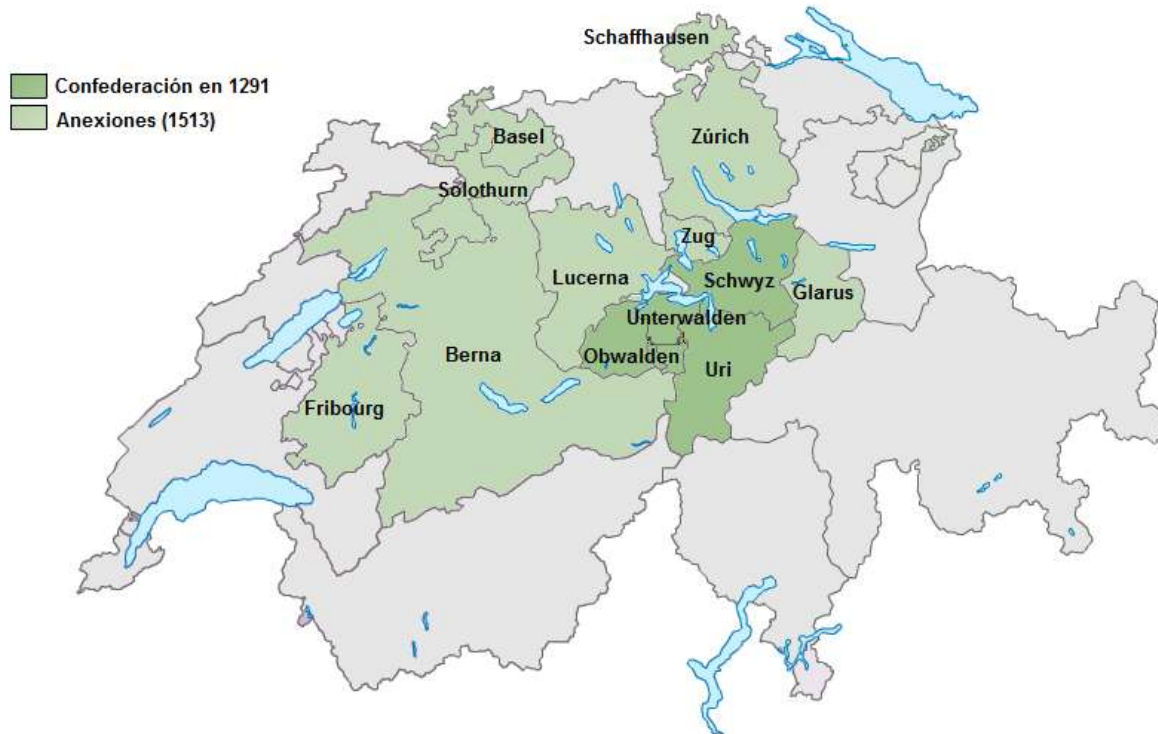 Schaffhausen
Confederación en 1291
Anexiones (1513)
Basel
Zúrich
Solothurn
Zug
Lucerna
Schwyz
Glarus
Unterwalden
Obwalden
Berna
Uri
Fribourg